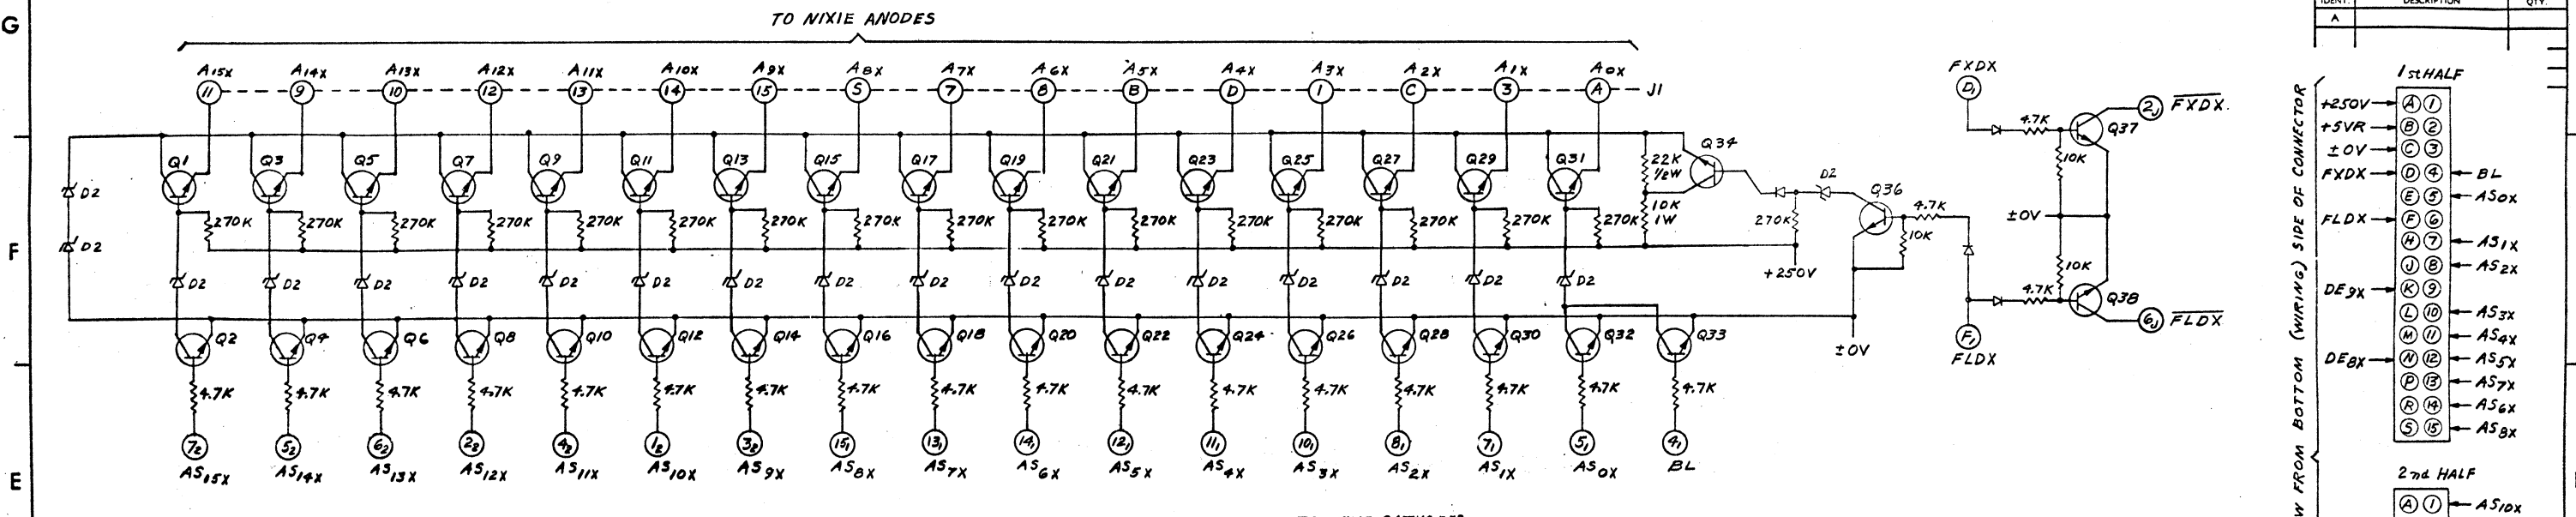 G
TO NIXIE ANODES
IDENT. DESCRIPTION QTY.
A
A15X A14X A13X A12X A11X A10X A9X A8X A7X A6X A5X A4X A3X A2X A1X A0X
11 9 10 12 13 14 15 S 7 8 B D 1 C 3 A J1
FXDX
D1
4.7K Q37 2J FXDX.
10K
±0V
10K
4.7K Q38 6J FLDX
F1
FLDX
Q1 Q3 Q5 Q7 Q9 Q11 Q13 Q15 Q17 Q19 Q21 Q23 Q25 Q27 Q29 Q31
22K 1/2W Q34
10K 1W
D2 Q36 4.7K
270K 10K
+250V
±0V
D2
D2
F
270K 270K 270K 270K 270K 270K 270K 270K 270K 270K 270K 270K 270K 270K 270K 270K
D2 D2 D2 D2 D2 D2 D2 D2 D2 D2 D2 D2 D2 D2 D2 D2
Q2 Q4 Q6 Q8 Q10 Q12 Q14 Q16 Q18 Q20 Q22 Q24 Q26 Q28 Q30 Q32 Q33
4.7K 4.7K 4.7K 4.7K 4.7K 4.7K 4.7K 4.7K 4.7K 4.7K 4.7K 4.7K 4.7K 4.7K 4.7K 4.7K 4.7K
72 52 62 22 42 12 32 151 131 141 121 111 101 81 71 51 41
AS15X AS14X AS13X AS12X AS11X AS10X AS9X AS8X AS7X AS6X AS5X AS4X AS3X AS2X AS1X AS0X BL
E
FROM BOTTOM (WIRING) SIDE OF CONNECTOR
1st HALF
+250V A 1
+5VR B 2
±0V C 3
FXDX D 4 BL
E 5 AS0X
FLDX F 6
H 7 AS1X
J 8 AS2X
DE9X K 9
L 10 AS3X
M 11 AS4X
DE8X N 12 AS5X
P 13 AS7X
R 14 AS6X
S 15 AS8X
2nd HALF
A 1 AS10X